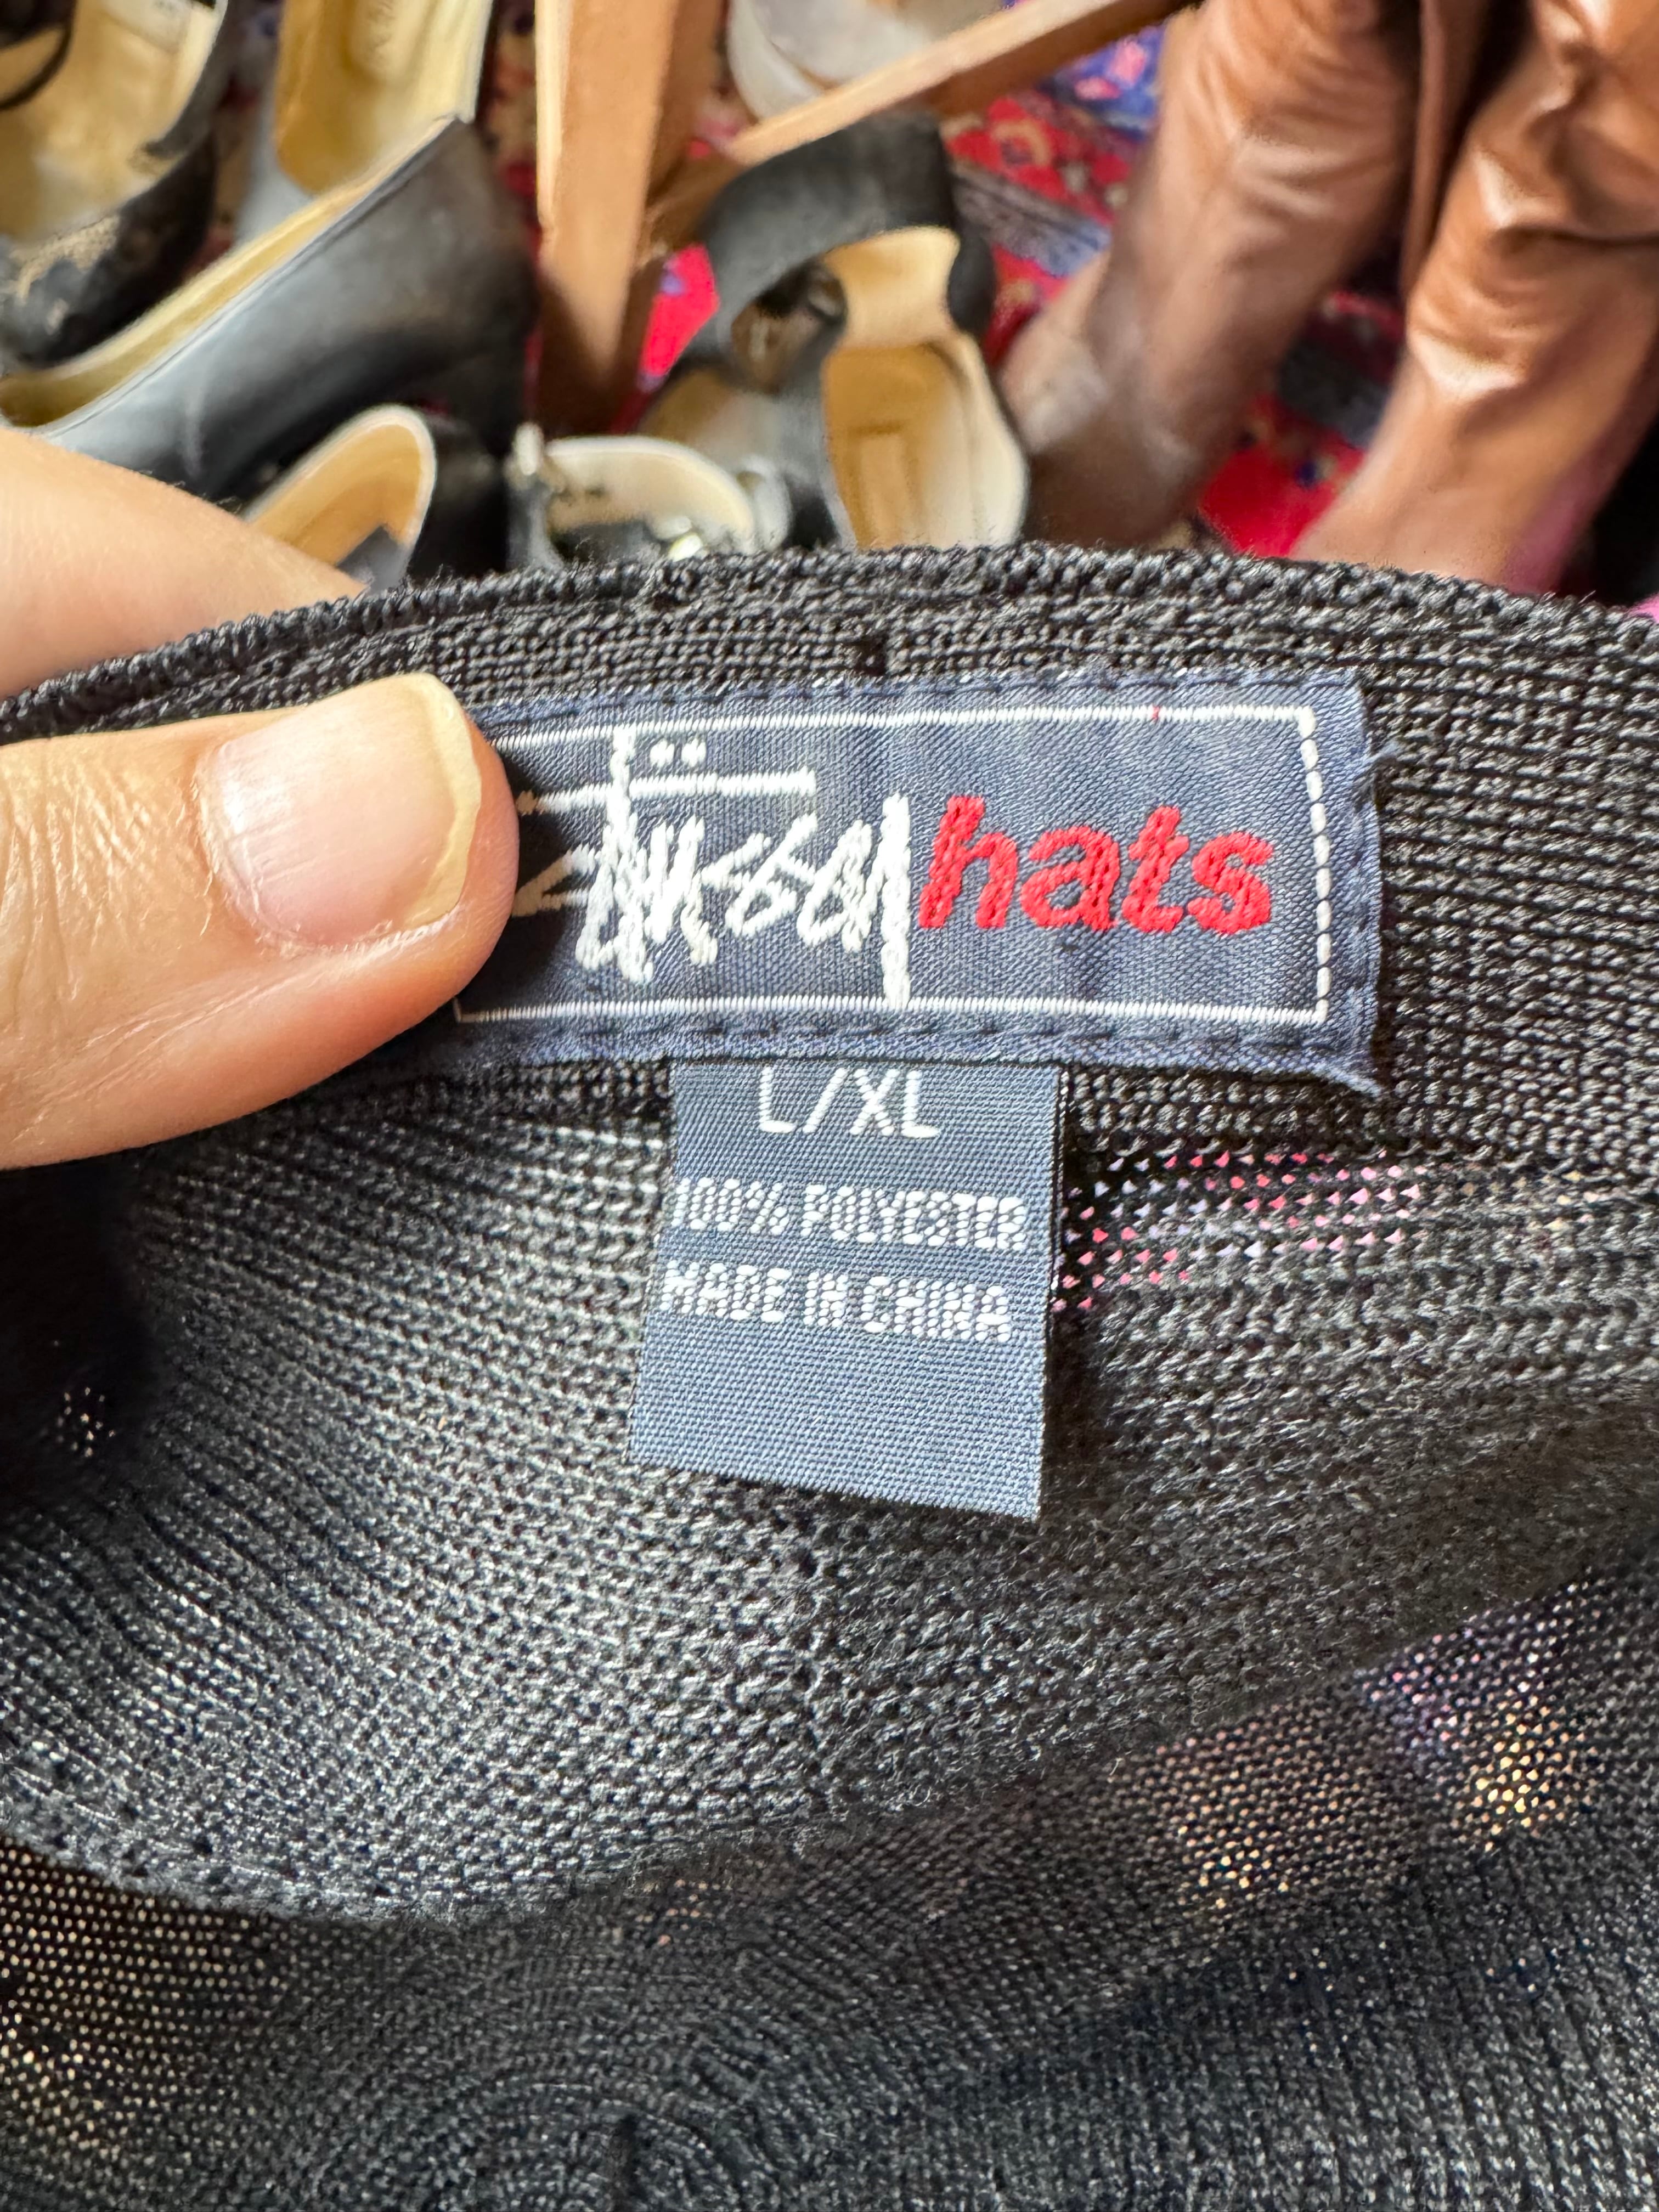 Stüssy hats
L/XL
100% POLYESTER
MADE IN CHINA